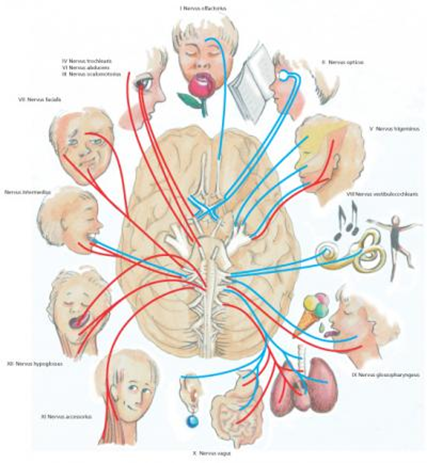 I Nervus olfactorius
IV Nervus trochlearis
VI Nervus abducens
III Nervus oculomotorius
II Nervus opticus
VII Nervus facialis
V Nervus trigeminus
Nervus intermedius
VIII Nervus vestibulocochlearis
IX Nervus glossopharyngeus
XII Nervus hypoglossus
XI Nervus accessorius
X Nervus vagus